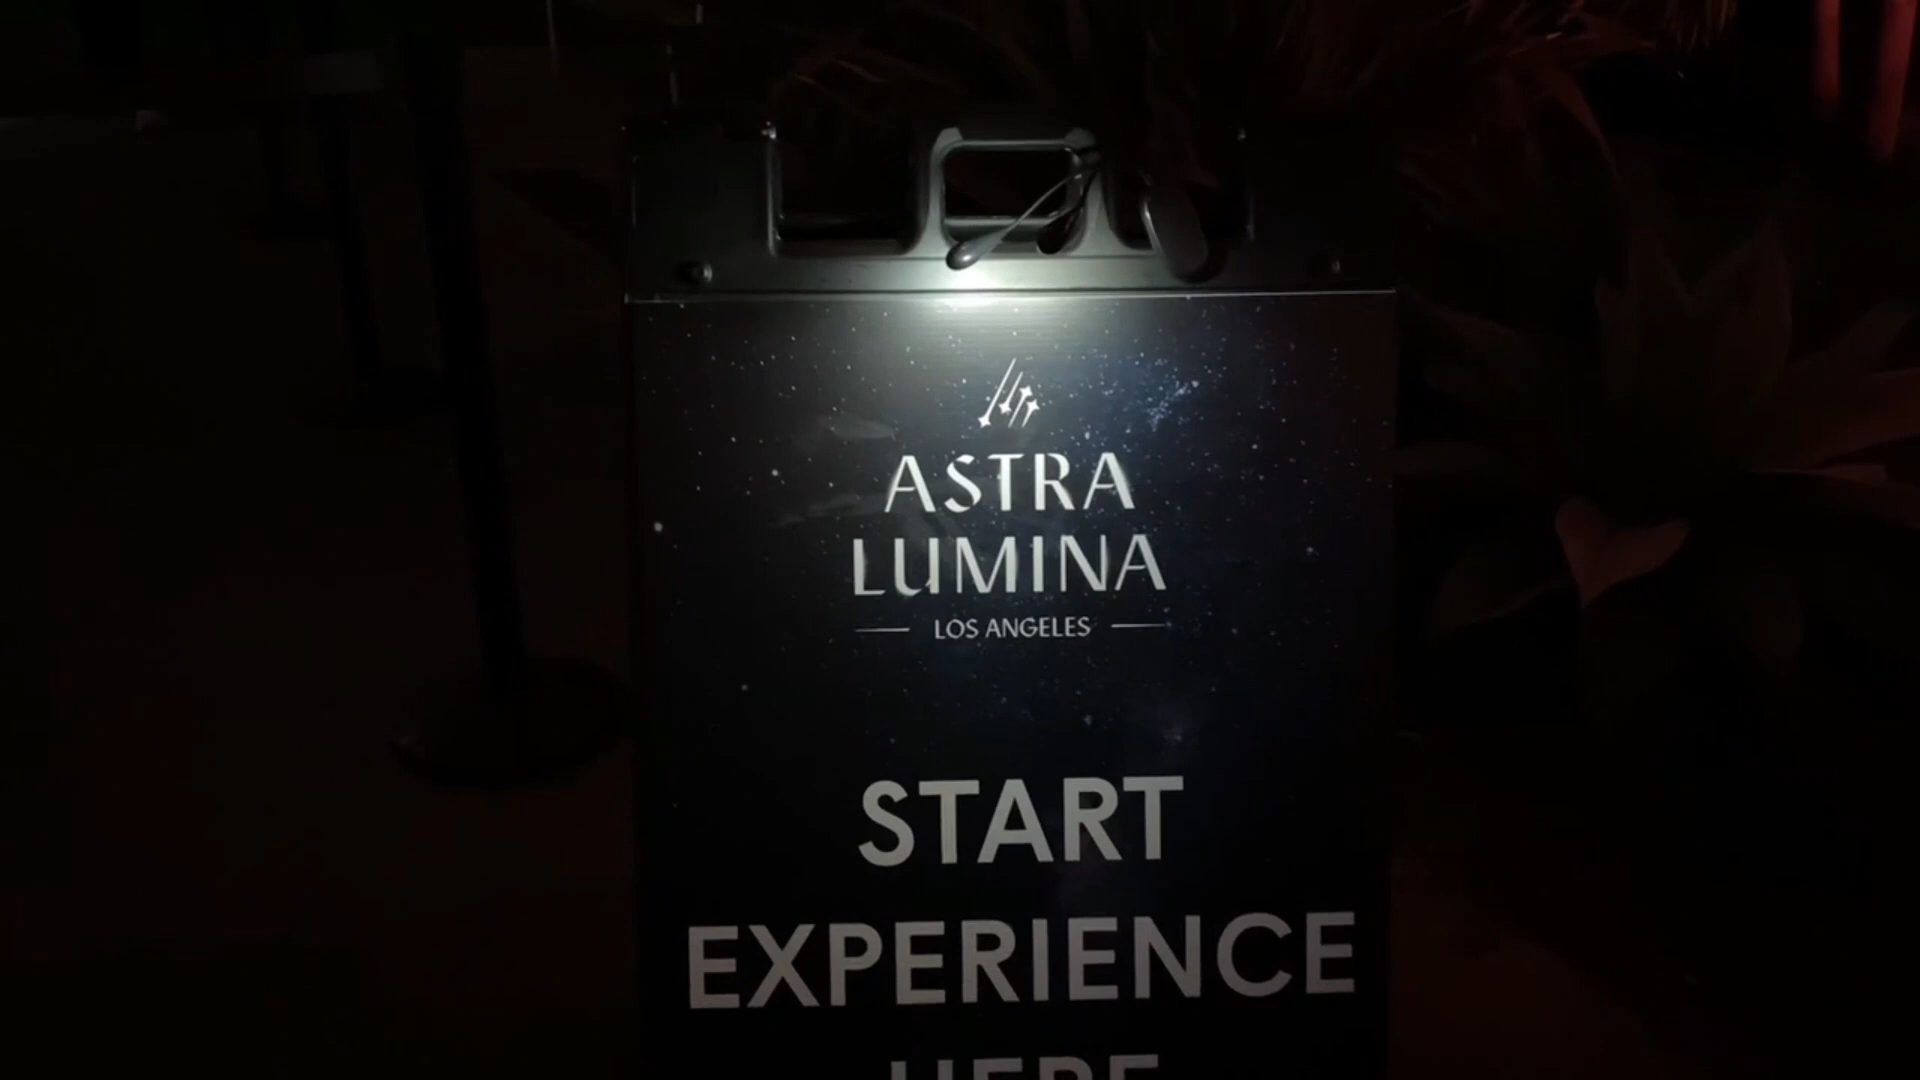 ASTRA
LUMINA
LOS ANGELES
START
EXPERIENCE
HERE